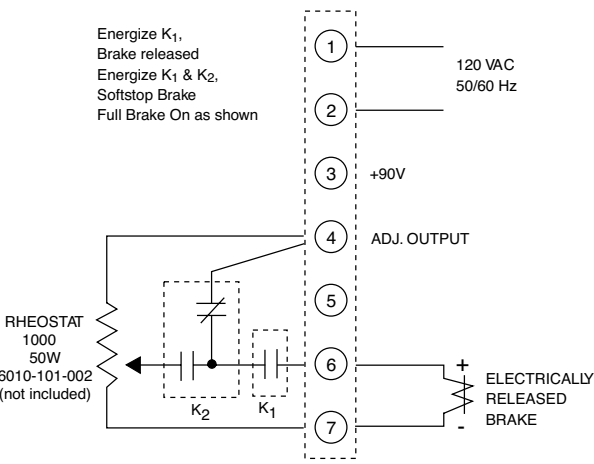 Energize K1,
Brake released
Energize K1 & K2,
Softstop Brake
Full Brake On as shown
1
120 VAC
50/60 Hz
2
3
+90V
4
ADJ. OUTPUT
5
RHEOSTAT
1000
50W
6010-101-002
(not included)
K2
K1
6
7
+
-
ELECTRICALLY
RELEASED
BRAKE